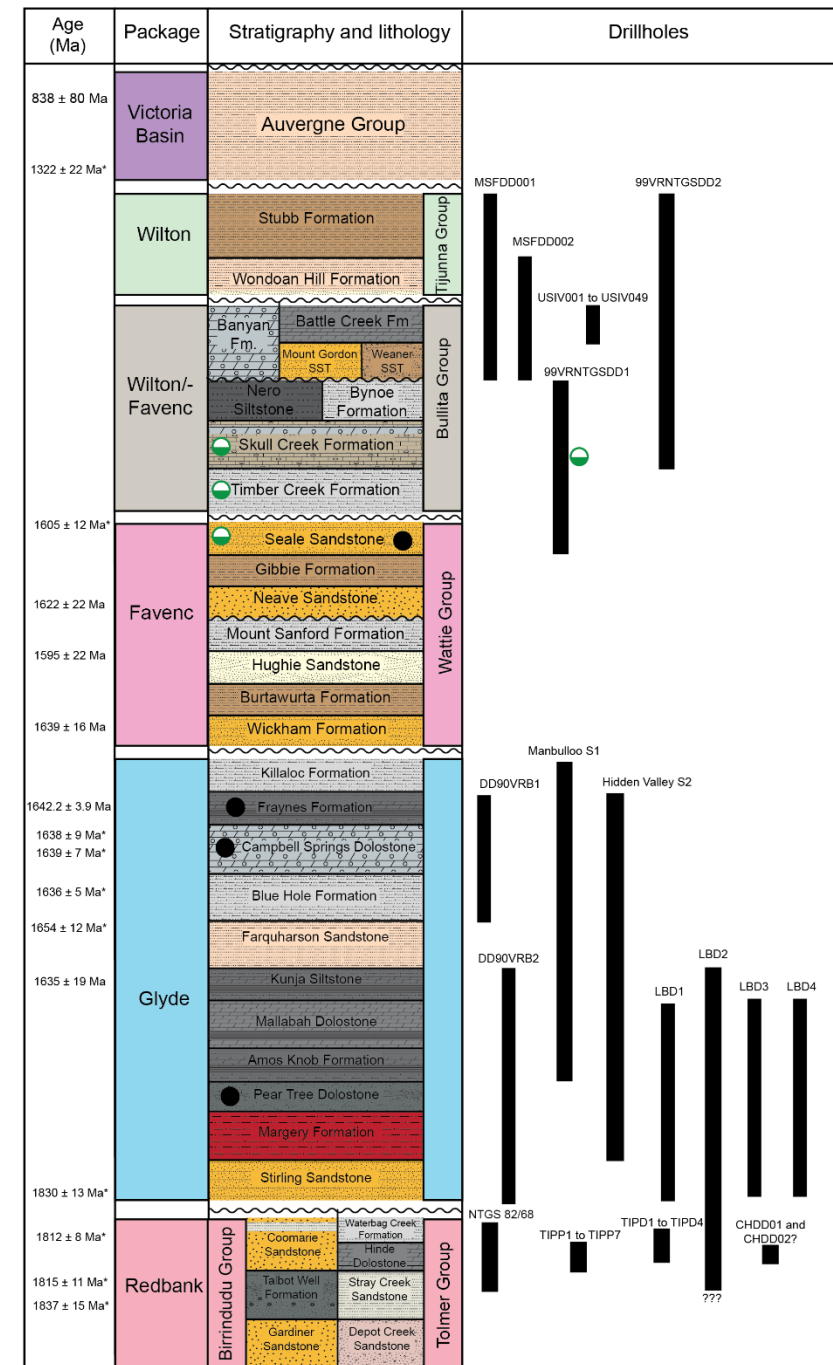 Age
(Ma)
Package
Stratigraphy and lithology
Drillholes
838 ± 80 Ma
1322 ± 22 Ma*
Victoria
Basin
Auvergne Group
Wilton
Stubb Formation
Wondoan Hill Formation
Tijunna Group
MSFDD001
99VRNTGSDD2
MSFDD002
USIV001 to USIV049
99VRNTGSDD1
Wilton/-
Favenc
Banyan
Fm.
Battle Creek Fm
Mount Gordon
SST
Weaner
SST
Nero
Siltstone
Bynoe
Formation
Skull Creek Formation
Timber Creek Formation
Bullita Group
1605 ± 12 Ma*
1622 ± 22 Ma
1595 ± 22 Ma
1639 ± 16 Ma
Favenc
Seale Sandstone
Gibbie Formation
Neave Sandstone
Mount Sanford Formation
Hughie Sandstone
Burtawurta Formation
Wickham Formation
Wattie Group
Manbulloo S1
DD90VRB1
Hidden Valley S2
1642.2 ± 3.9 Ma
1638 ± 9 Ma*
1639 ± 7 Ma*
1636 ± 5 Ma*
1654 ± 12 Ma*
1635 ± 19 Ma
1830 ± 13 Ma*
Glyde
Killaloc Formation
Fraynes Formation
Campbell Springs Dolostone
Blue Hole Formation
Farquharson Sandstone
Kunja Siltstone
Mallabah Dolostone
Amos Knob Formation
Pear Tree Dolostone
Margery Formation
Stirling Sandstone
DD90VRB2
LBD1
LBD2
LBD3
LBD4
1812 ± 8 Ma*
1815 ± 11 Ma*
1837 ± 15 Ma*
Redbank
Birrindudu Group
Coomarie
Sandstone
Talbot Well
Formation
Gardiner
Sandstone
Waterbag Creek
Formation
Hinde
Dolostone
Stray Creek
Sandstone
Depot Creek
Sandstone
Tolmer Group
NTGS 82/68
TIPP1 to TIPP7
TIPD1 to TIPD4
CHDD01 and
CHDD02?
???